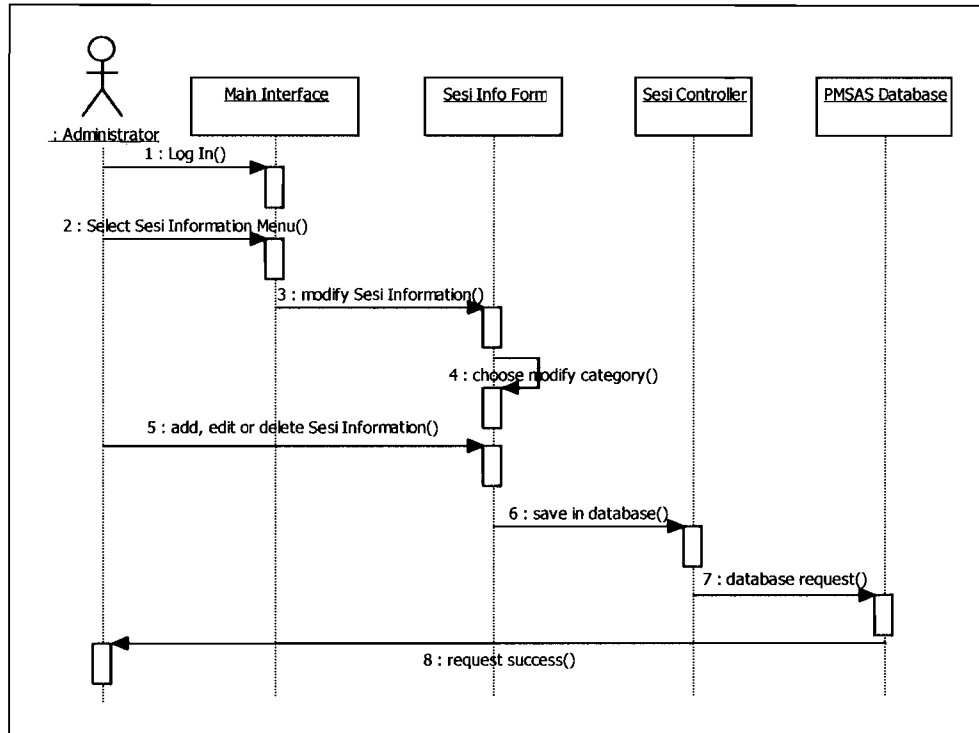 Main Interface
Sesi Info Form
Sesi Controller
PMSAS Database
: Administrator
1 : Log In()
2 : Select Sesi Information Menu()
3 : modify Sesi Information()
4 : choose modify category()
5 : add, edit or delete Sesi Information()
6 : save in database()
7 : database request()
8 : request success()